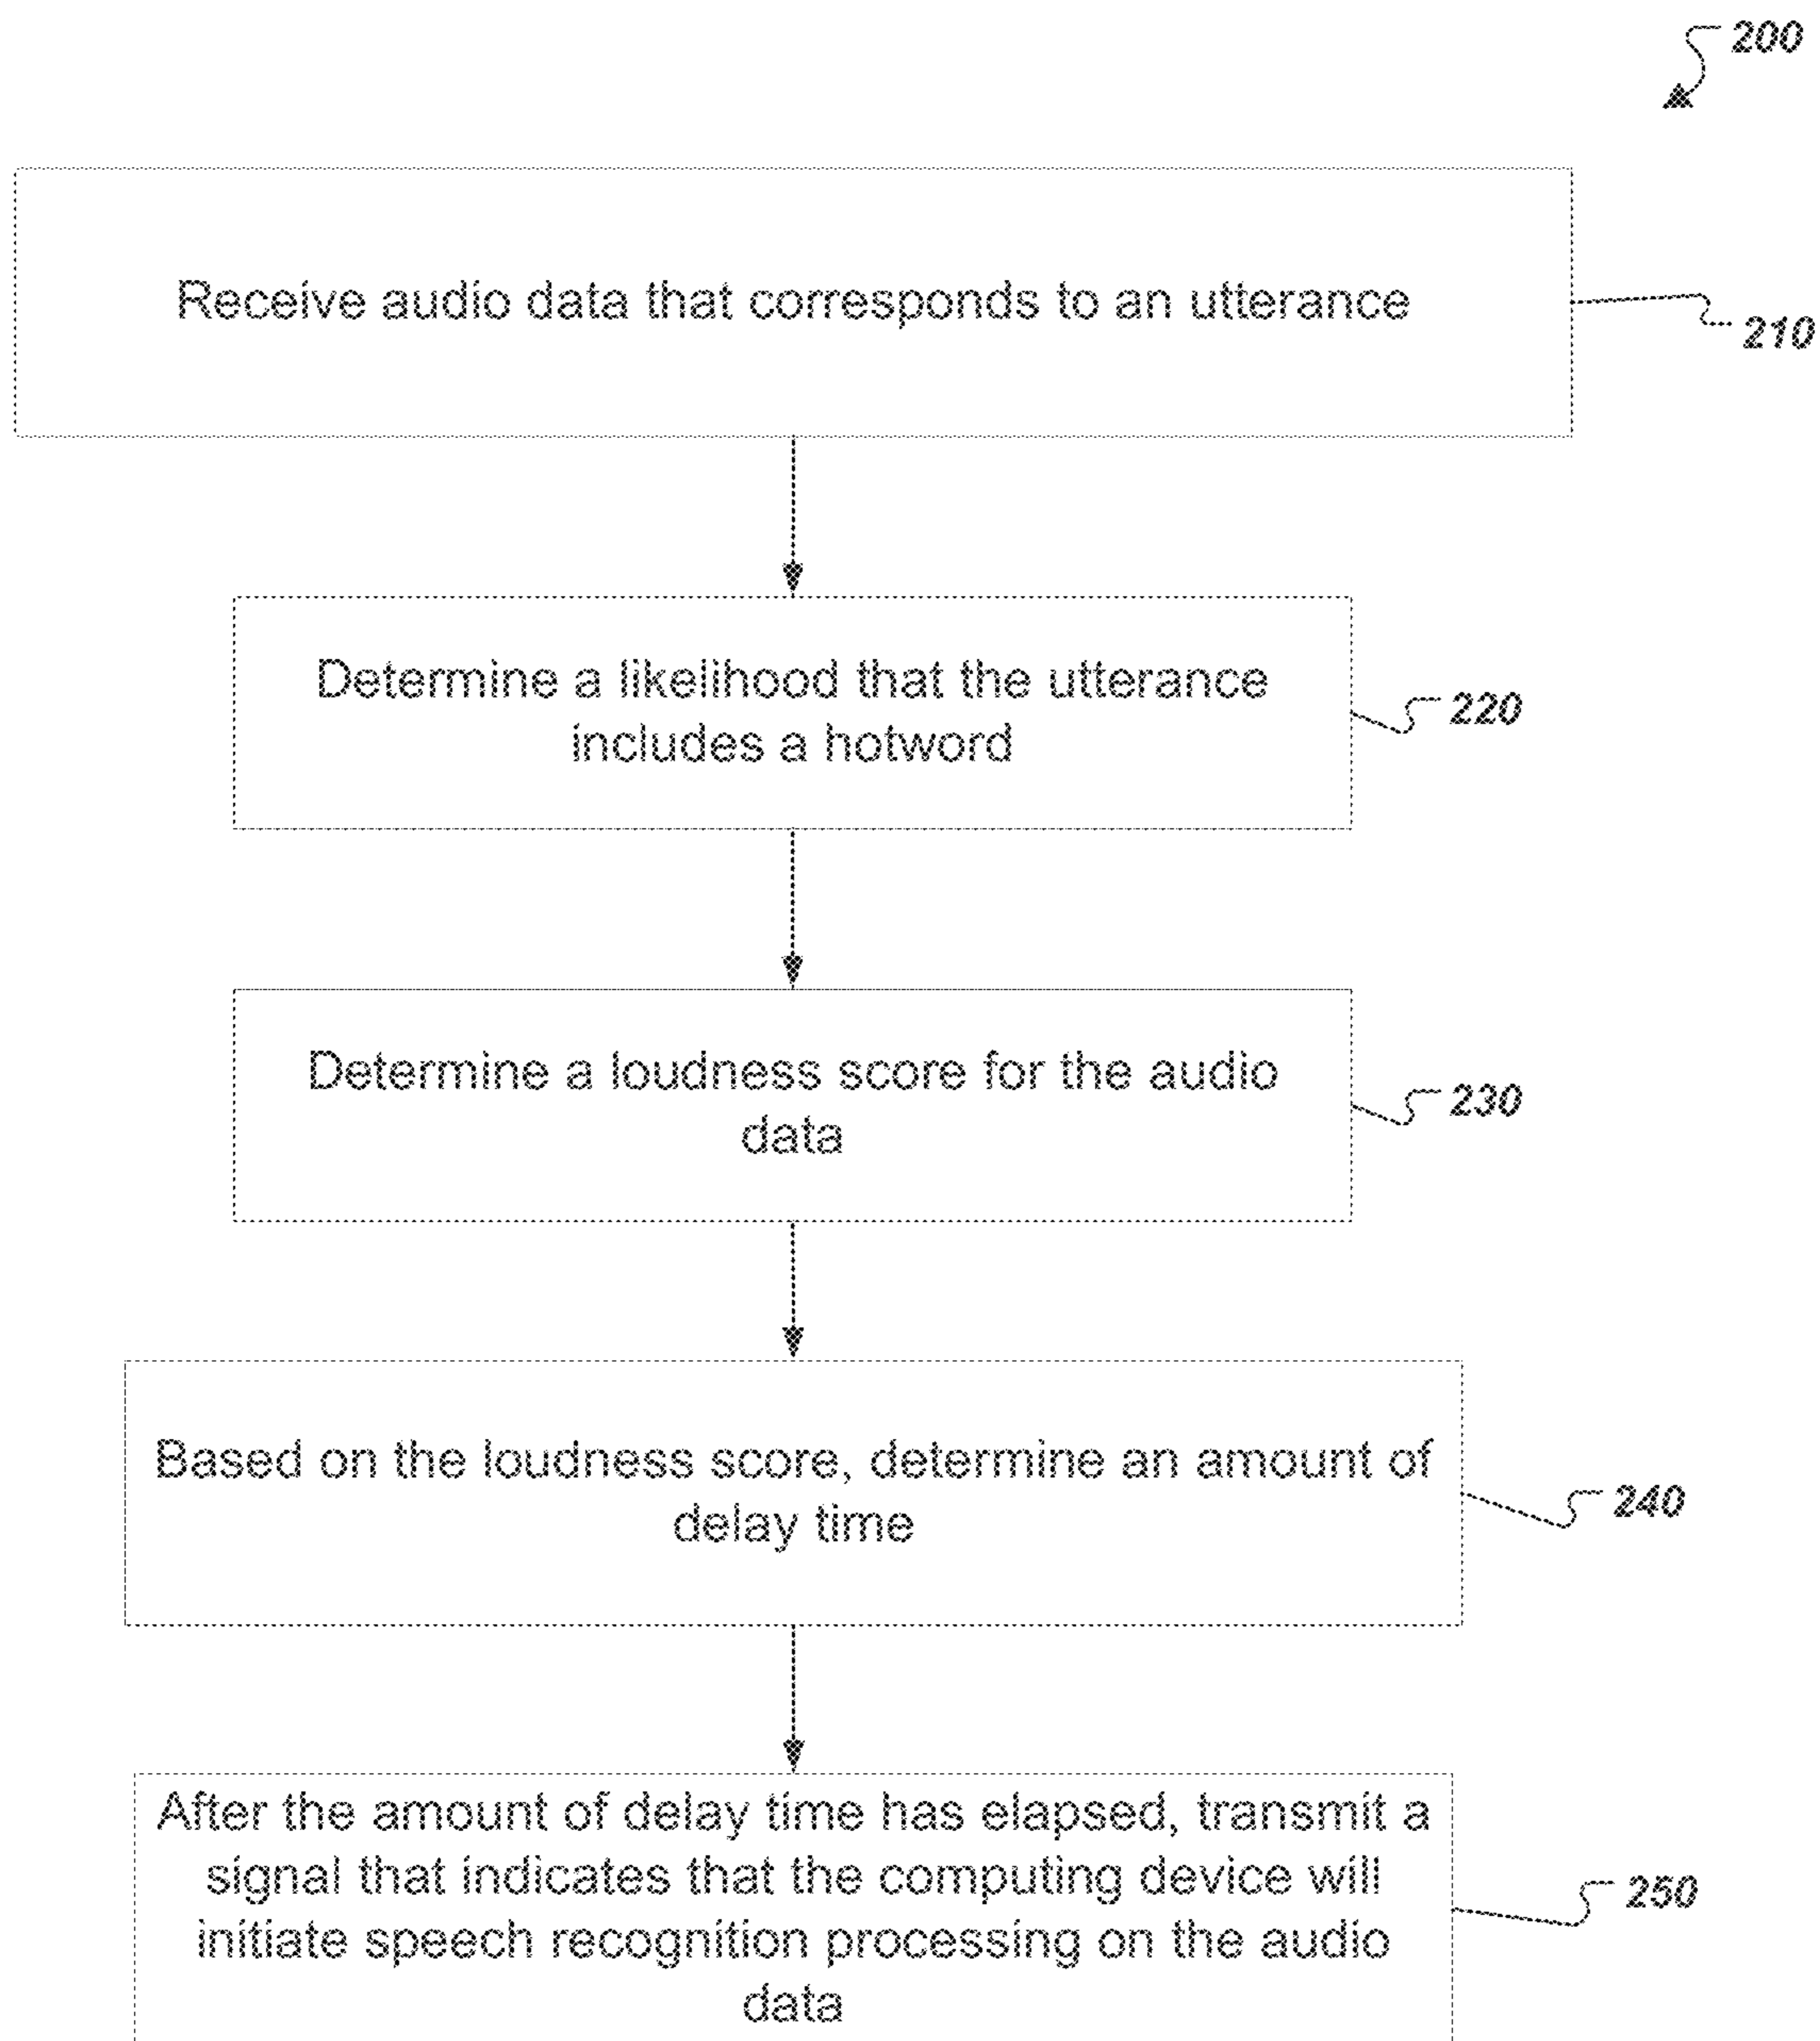 200
Receive audio data that corresponds to an utterance
210
Determine a likelihood that the utterance
includes a hotword
220
Determine a loudness score for the audio
data
230
Based on the loudness score, determine an amount of
delay time
240
After the amount of delay time has elapsed, transmit a
signal that indicates that the computing device will
initiate speech recognition processing on the audio
data
250